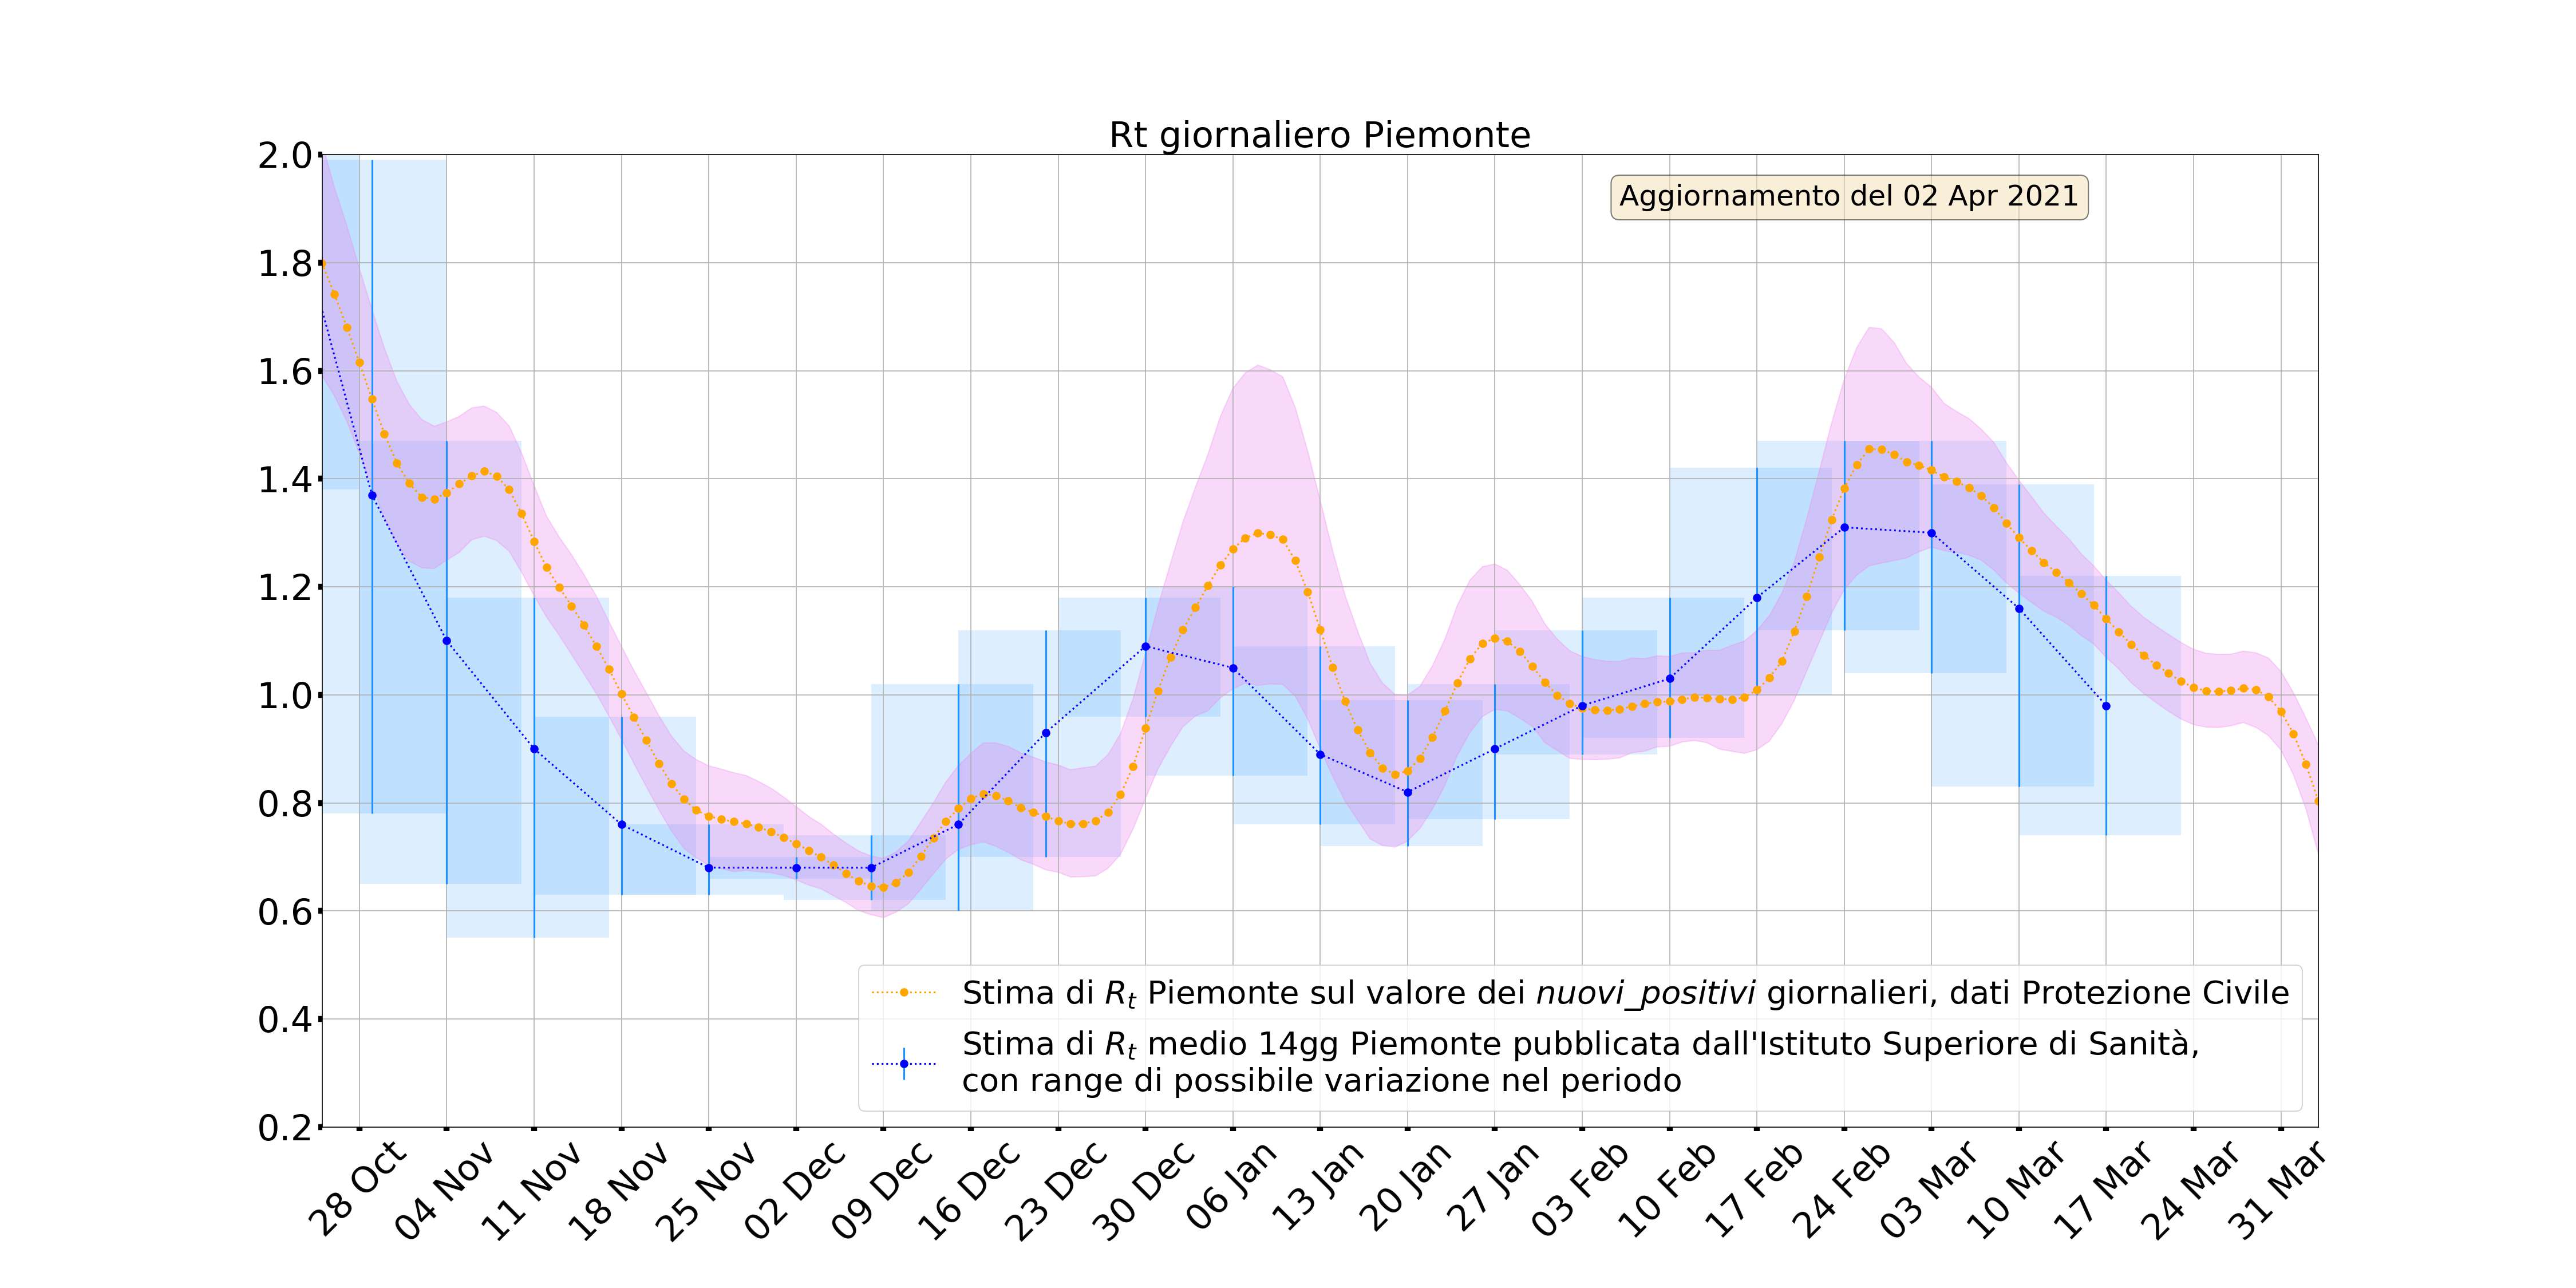 Rt giornaliero Piemonte
Aggiornamento del 02 Apr 2021
2.0
1.8
1.6
1.4
1.2
1.0
0.8
0.6
0.4
0.2
Stima di Rt Piemonte sul valore dei nuovi_positivi giornalieri, dati Protezione Civile
Stima di Rt medio 14gg Piemonte pubblicata dall'Istituto Superiore di Sanità,
con range di possibile variazione nel periodo
28 Oct
04 Nov
11 Nov
18 Nov
25 Nov
02 Dec
09 Dec
16 Dec
23 Dec
30 Dec
06 Jan
13 Jan
20 Jan
27 Jan
03 Feb
10 Feb
17 Feb
24 Feb
03 Mar
10 Mar
17 Mar
24 Mar
31 Mar